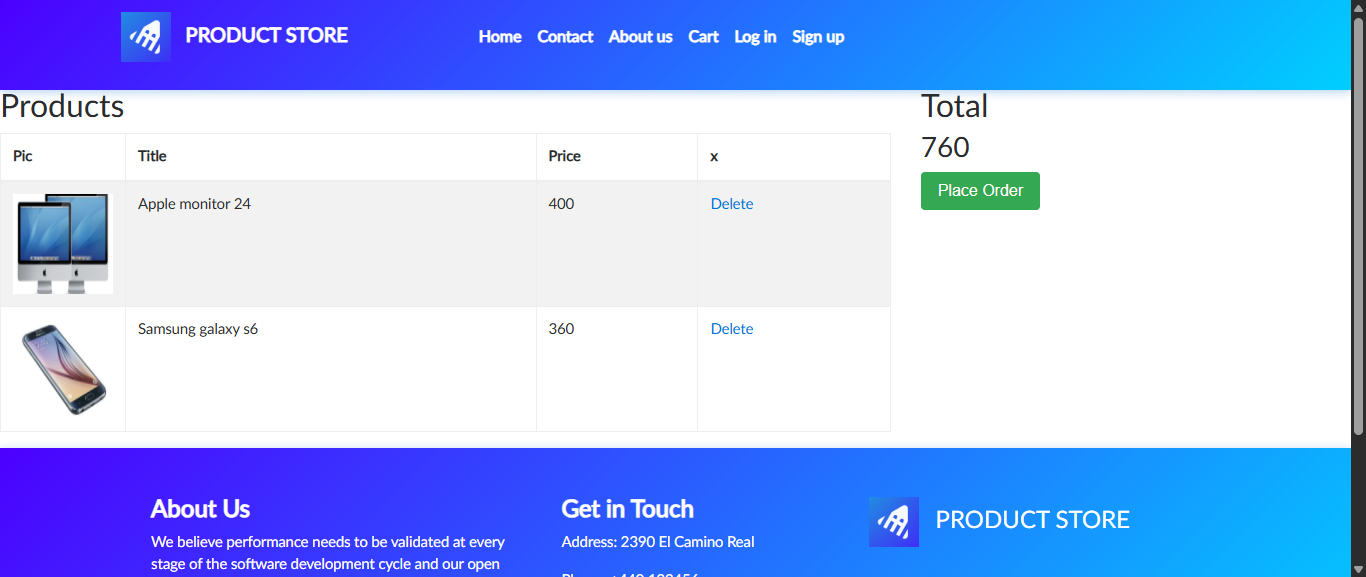 PRODUCT STORE
Home Contact About us Cart Log in Sign up
Products
Pic Title Price x
Apple monitor 24 400 Delete
Samsung galaxy s6 360 Delete
Total
760
Place Order
About Us
We believe performance needs to be validated at every
stage of the software development cycle and our open
Get in Touch
Address: 2390 El Camino Real
PRODUCT STORE